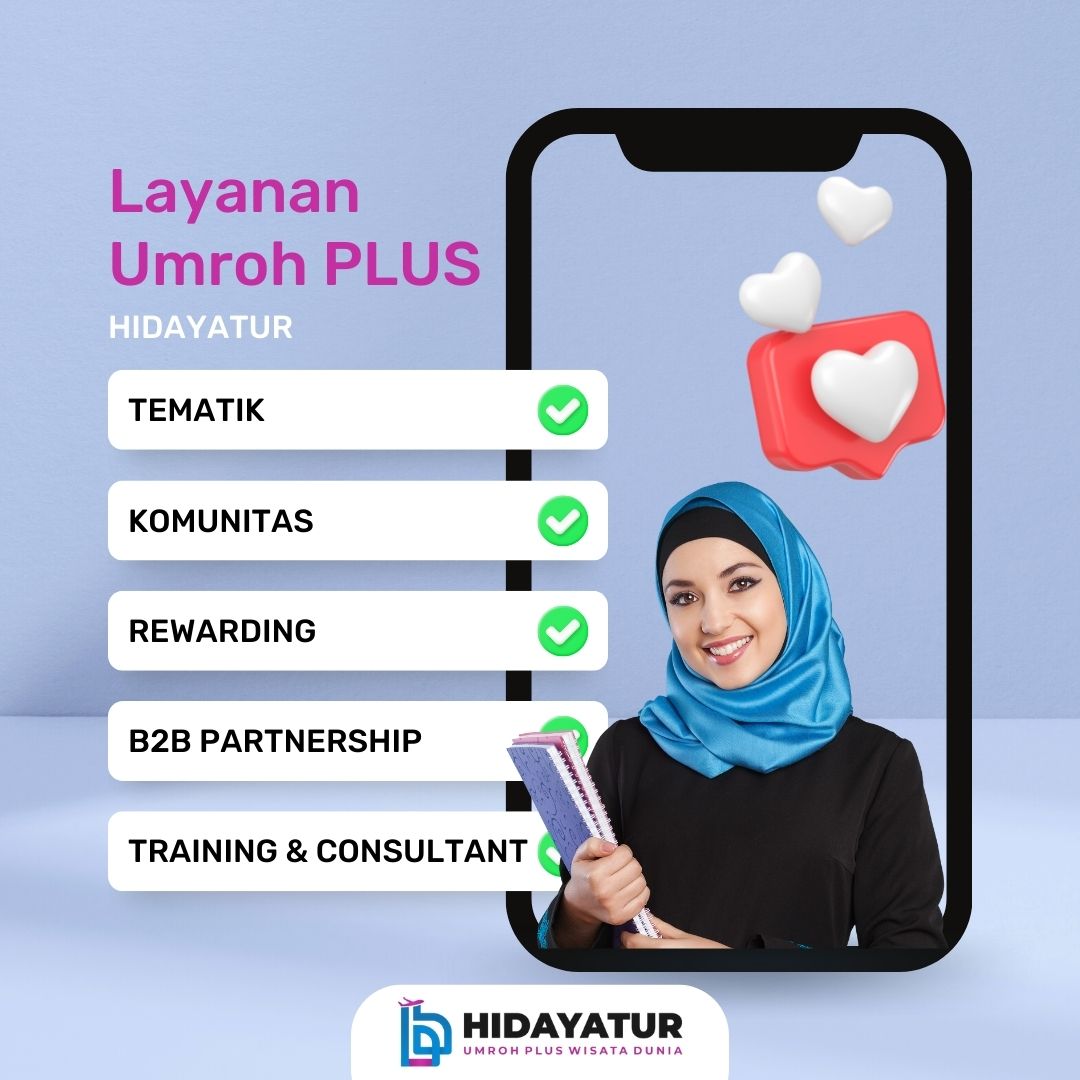 Layanan
Umroh PLUS
HIDAYATUR
TEMATIK
KOMUNITAS
REWARDING
B2B PARTNERSHIP
TRAINING & CONSULTANT
HIDAYATUR
UMROH PLUS WISATA DUNIA